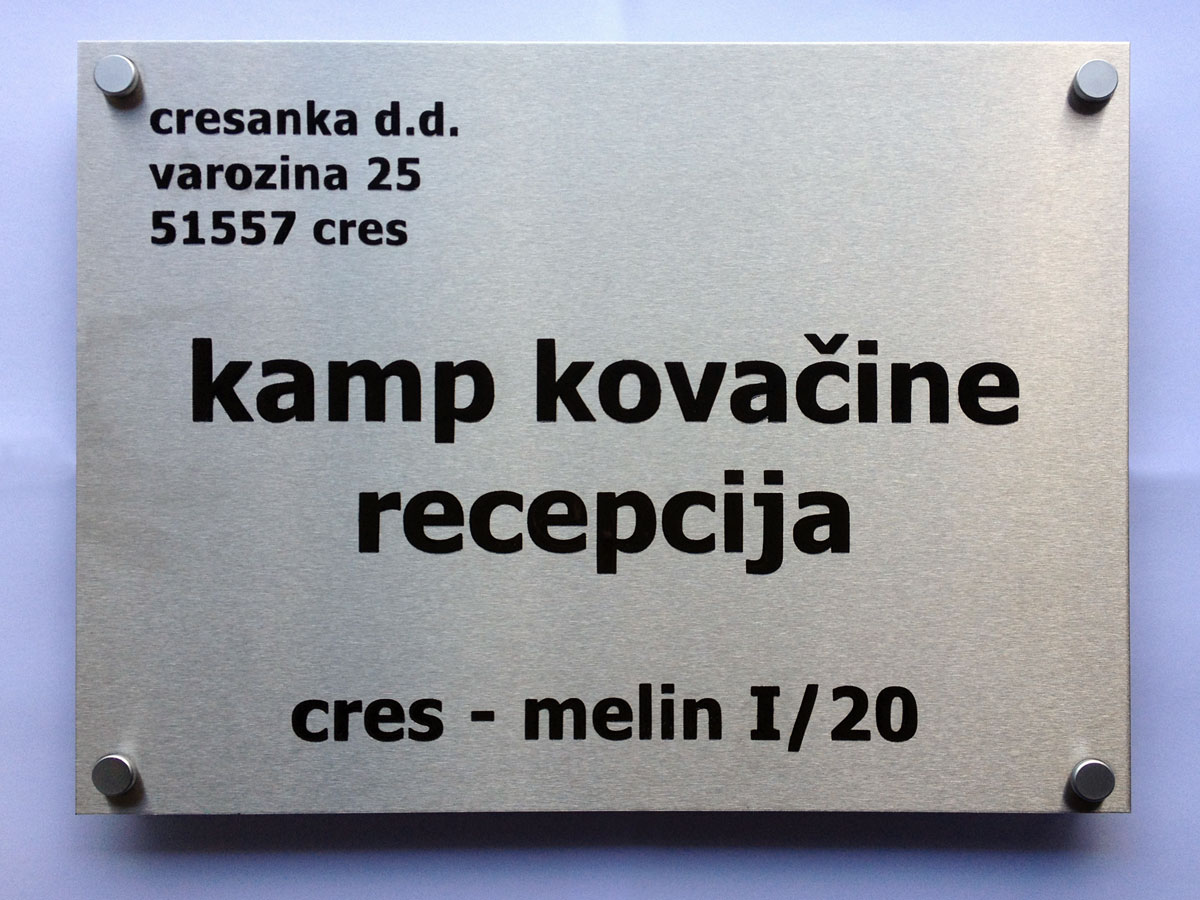 cresanka d.d.
varozina 25
51557 cres
kamp kovačine
recepcija
cres - melin I/20